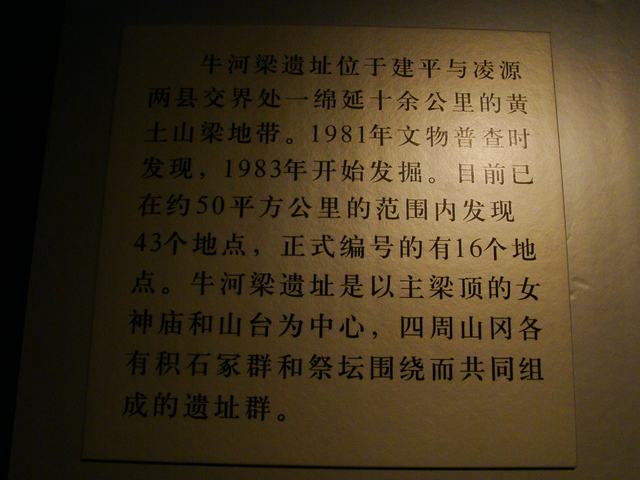 牛河梁遗址位于建平与凌源
两县交界处一绵延十余公里的黄
土山梁地带。1981年文物普查时
发现，1983年开始发掘。目前已
在约50平方公里的范围内发现
43个地点，正式编号的有16个地
点。牛河梁遗址是以主梁顶的女
神庙和山台为中心，四周山冈各
有积石冢群和祭坛围绕而共同组
成的遗址群。